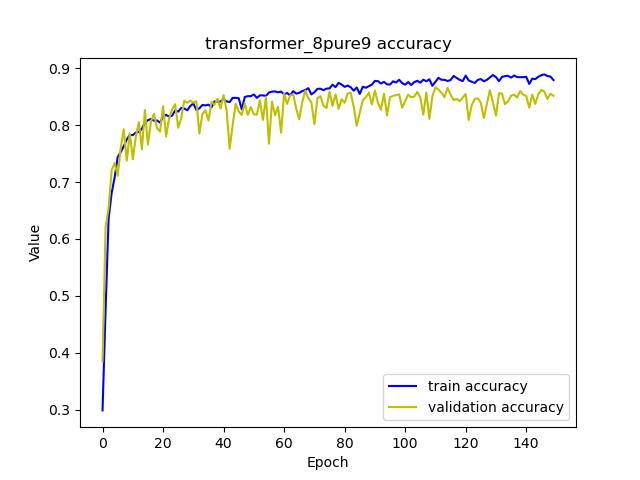 transformer_8pure9 accuracy
0.9
0.8
0.7
0.6
0.5
0.4
0.3
Value
0 20 40 60 80 100 120 140
Epoch
train accuracy
validation accuracy